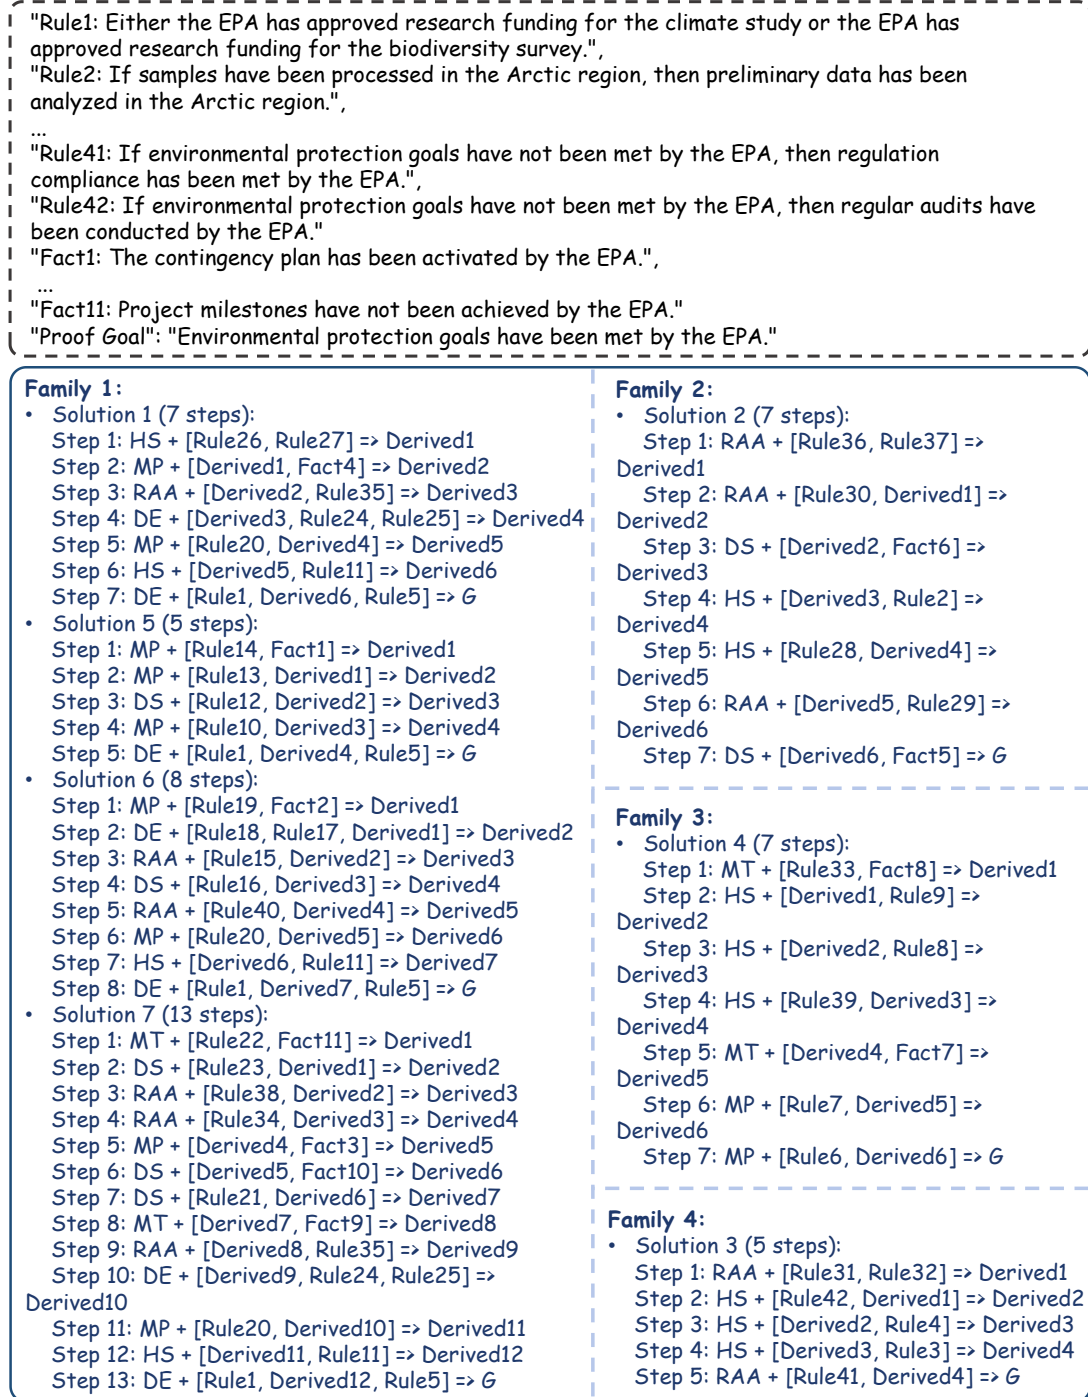 "Rule1: Either the EPA has approved research funding for the climate study or the EPA has
approved research funding for the biodiversity survey.",
"Rule2: If samples have been processed in the Arctic region, then preliminary data has been
analyzed in the Arctic region.",
...
"Rule41: If environmental protection goals have not been met by the EPA, then regulation
compliance has been met by the EPA.",
"Rule42: If environmental protection goals have not been met by the EPA, then regular audits have
been conducted by the EPA."
"Fact1: The contingency plan has been activated by the EPA.",
...
"Fact11: Project milestones have not been achieved by the EPA."
"Proof Goal": "Environmental protection goals have been met by the EPA."
Family 1:
• Solution 1 (7 steps):
Step 1: HS + [Rule26, Rule27] => Derived1
Step 2: MP + [Derived1, Fact4] => Derived2
Step 3: RAA + [Derived2, Rule35] => Derived3
Step 4: DE + [Derived3, Rule24, Rule25] => Derived4
Step 5: MP + [Rule20, Derived4] => Derived5
Step 6: HS + [Derived5, Rule11] => Derived6
Step 7: DE + [Rule1, Derived6, Rule5] => G
• Solution 5 (5 steps):
Step 1: MP + [Rule14, Fact1] => Derived1
Step 2: MP + [Rule13, Derived1] => Derived2
Step 3: DS + [Rule12, Derived2] => Derived3
Step 4: MP + [Rule10, Derived3] => Derived4
Step 5: DE + [Rule1, Derived4, Rule5] => G
• Solution 6 (8 steps):
Step 1: MP + [Rule19, Fact2] => Derived1
Step 2: DE + [Rule18, Rule17, Derived1] => Derived2
Step 3: RAA + [Rule15, Derived2] => Derived3
Step 4: DS + [Rule16, Derived3] => Derived4
Step 5: RAA + [Rule40, Derived4] => Derived5
Step 6: MP + [Rule20, Derived5] => Derived6
Step 7: HS + [Derived6, Rule11] => Derived7
Step 8: DE + [Rule1, Derived7, Rule5] => G
• Solution 7 (13 steps):
Step 1: MT + [Rule22, Fact11] => Derived1
Step 2: DS + [Rule23, Derived1] => Derived2
Step 3: RAA + [Rule38, Derived2] => Derived3
Step 4: RAA + [Rule34, Derived3] => Derived4
Step 5: MP + [Derived4, Fact3] => Derived5
Step 6: DS + [Derived5, Fact10] => Derived6
Step 7: DS + [Rule21, Derived6] => Derived7
Step 8: MT + [Derived7, Fact9] => Derived8
Step 9: RAA + [Derived8, Rule35] => Derived9
Step 10: DE + [Derived9, Rule24, Rule25] =>
Derived10
Step 11: MP + [Rule20, Derived10] => Derived11
Step 12: HS + [Derived11, Rule11] => Derived12
Step 13: DE + [Rule1, Derived12, Rule5] => G
Family 2:
• Solution 2 (7 steps):
Step 1: RAA + [Rule36, Rule37] =>
Derived1
Step 2: RAA + [Rule30, Derived1] =>
Derived2
Step 3: DS + [Derived2, Fact6] =>
Derived3
Step 4: HS + [Derived3, Rule2] =>
Derived4
Step 5: HS + [Rule28, Derived4] =>
Derived5
Step 6: RAA + [Derived5, Rule29] =>
Derived6
Step 7: DS + [Derived6, Fact5] => G
Family 3:
• Solution 4 (7 steps):
Step 1: MT + [Rule33, Fact8] => Derived1
Step 2: HS + [Derived1, Rule9] =>
Derived2
Step 3: HS + [Derived2, Rule8] =>
Derived3
Step 4: HS + [Rule39, Derived3] =>
Derived4
Step 5: MT + [Derived4, Fact7] =>
Derived5
Step 6: MP + [Rule7, Derived5] =>
Derived6
Step 7: MP + [Rule6, Derived6] => G
Family 4:
• Solution 3 (5 steps):
Step 1: RAA + [Rule31, Rule32] => Derived1
Step 2: HS + [Rule42, Derived1] => Derived2
Step 3: HS + [Derived2, Rule4] => Derived3
Step 4: HS + [Derived3, Rule3] => Derived4
Step 5: RAA + [Rule41, Derived4] => G